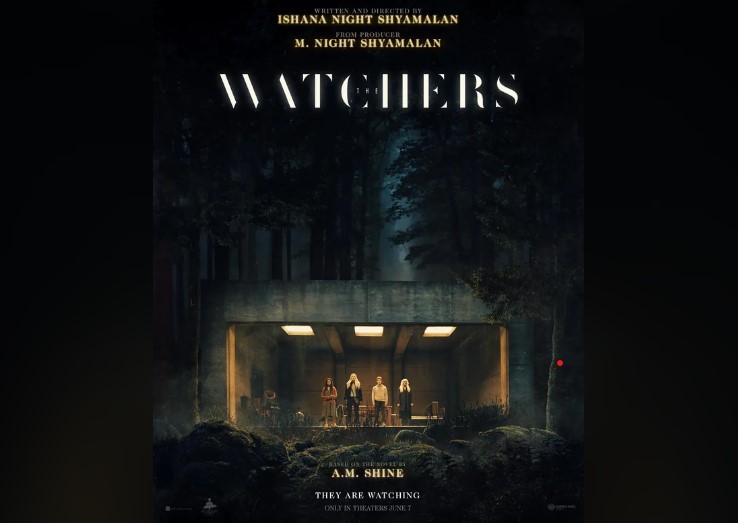 WRITTEN AND DIRECTED BY
ISHANA NIGHT SHYAMALAN
FROM PRODUCER
M. NIGHT SHYAMALAN
THE
WATCHERS
BASED ON THE NOVEL BY
A.M. SHINE
THEY ARE WATCHING
ONLY IN THEATERS JUNE 7